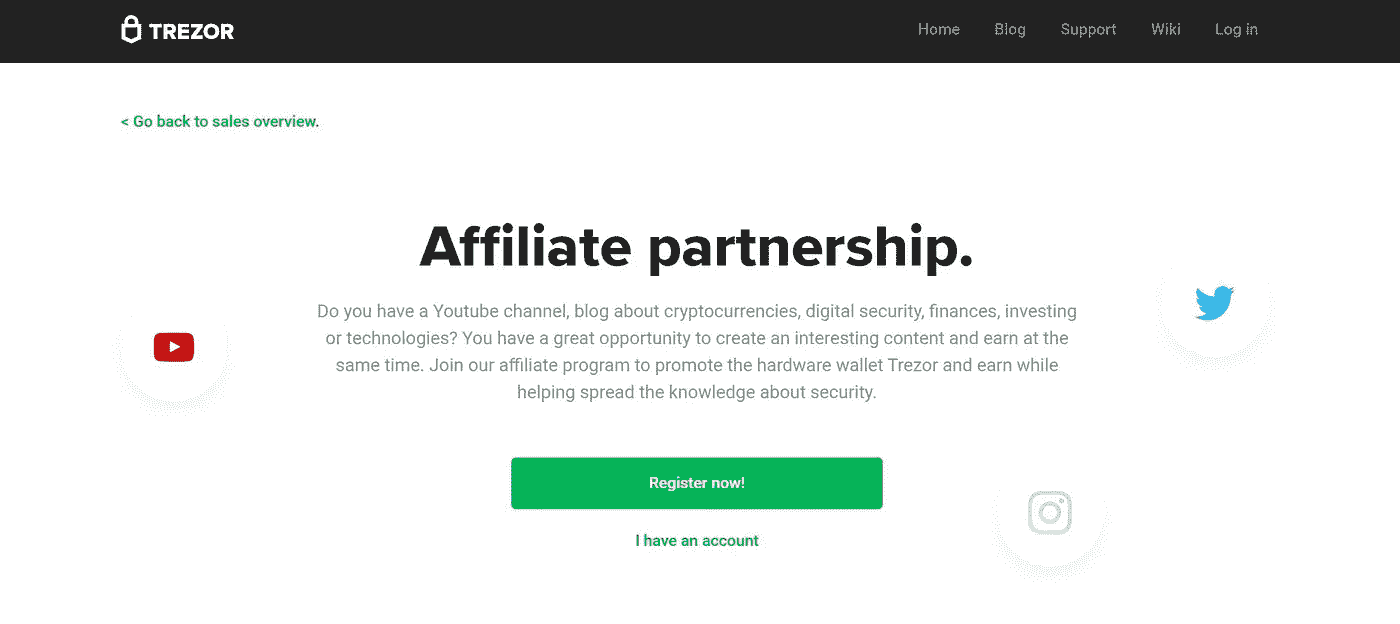 TREZOR
Home Blog Support Wiki Log in
< Go back to sales overview.
Affiliate partnership.
Do you have a Youtube channel, blog about cryptocurrencies, digital security, finances, investing
or technologies? You have a great opportunity to create an interesting content and earn at the
same time. Join our affiliate program to promote the hardware wallet Trezor and earn while
helping spread the knowledge about security.
Register now!
I have an account